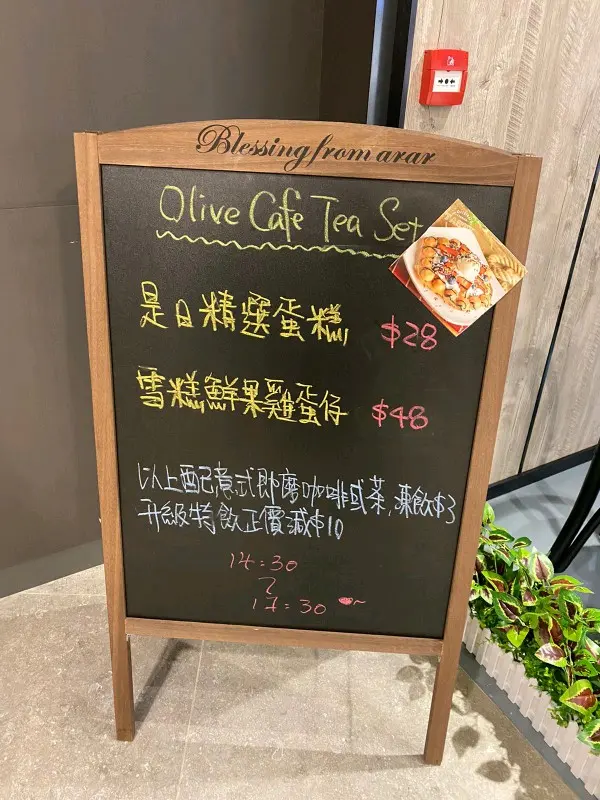 Blessing from arar
Olive Cafe Tea Set
是日精選蛋糕 $28
雪糕鮮果雞蛋仔 $48
以上配已意式即磨咖啡或茶,凍飲$3
升級特飲正價減$10
14:30
17:30